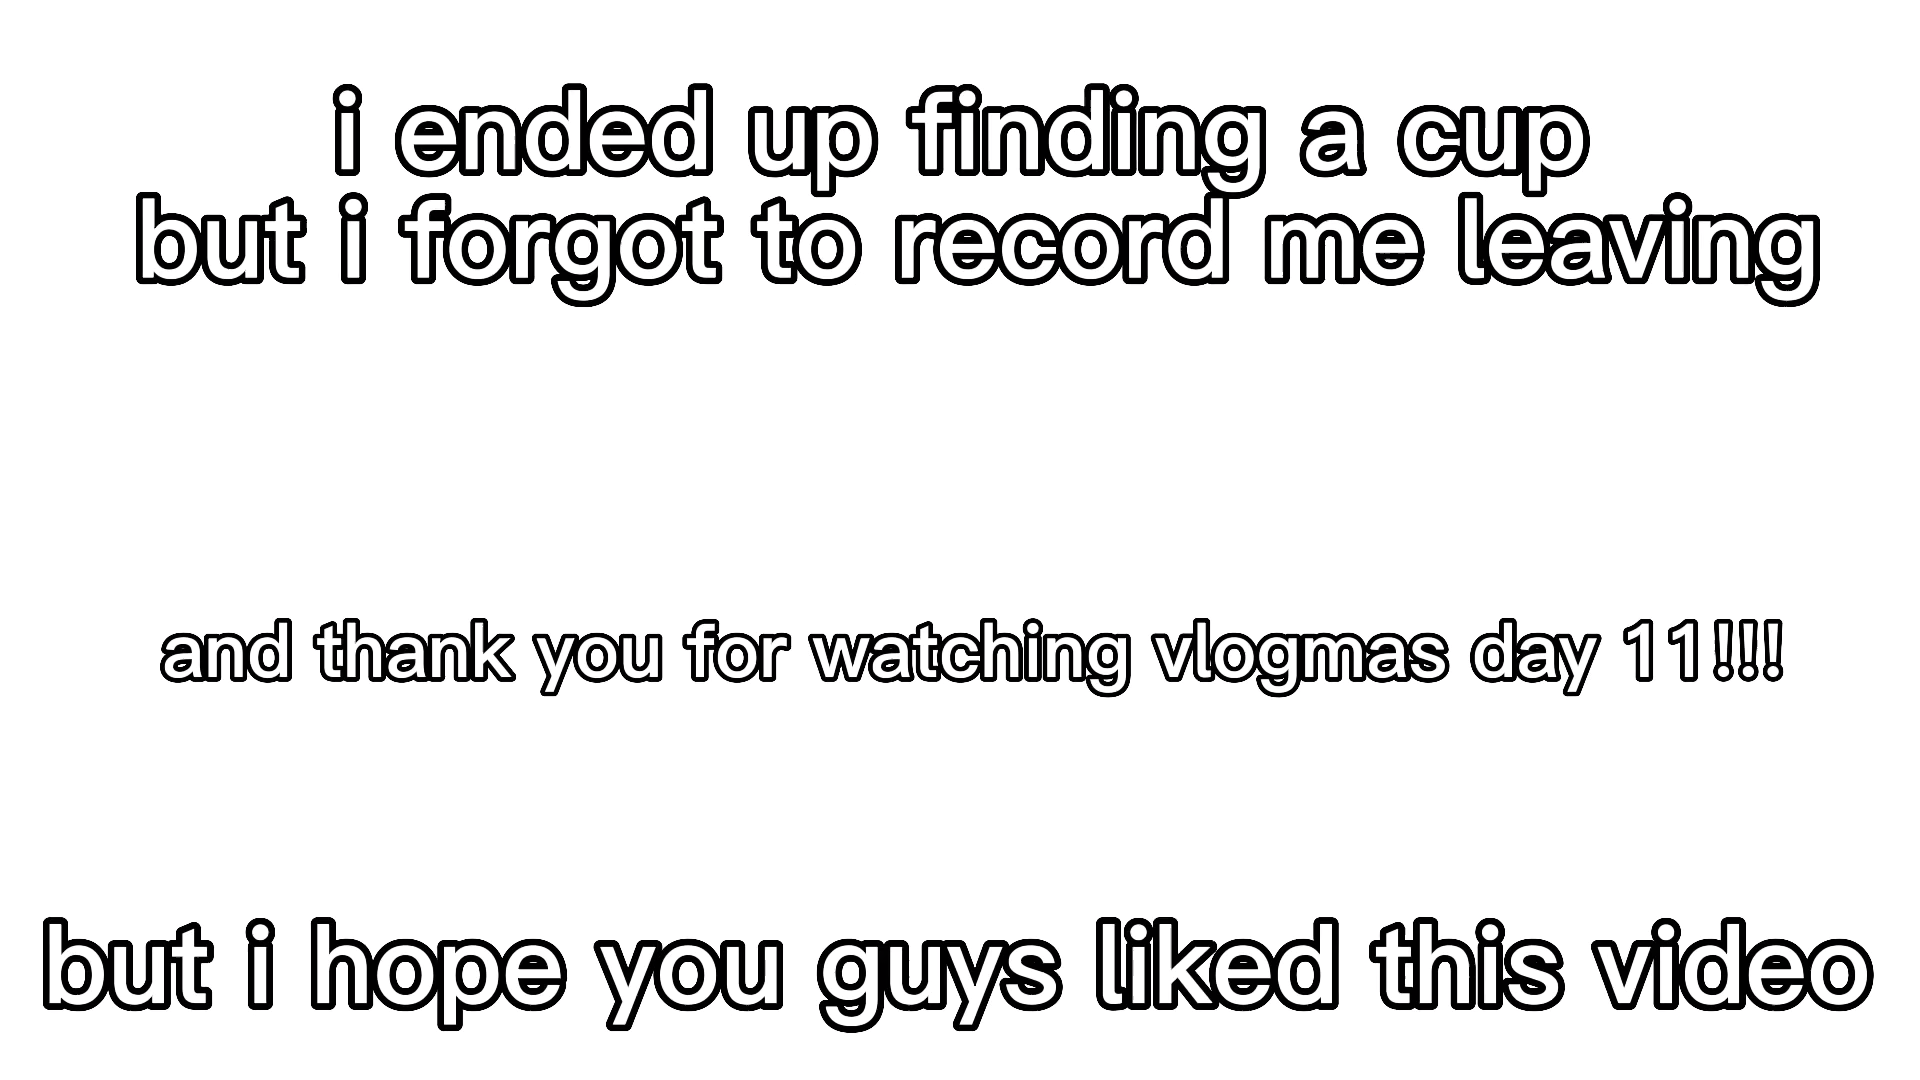 i ended up finding a cup
but i forgot to record me leaving
and thank you for watching vlogmas day 11!!!
but i hope you guys liked this video